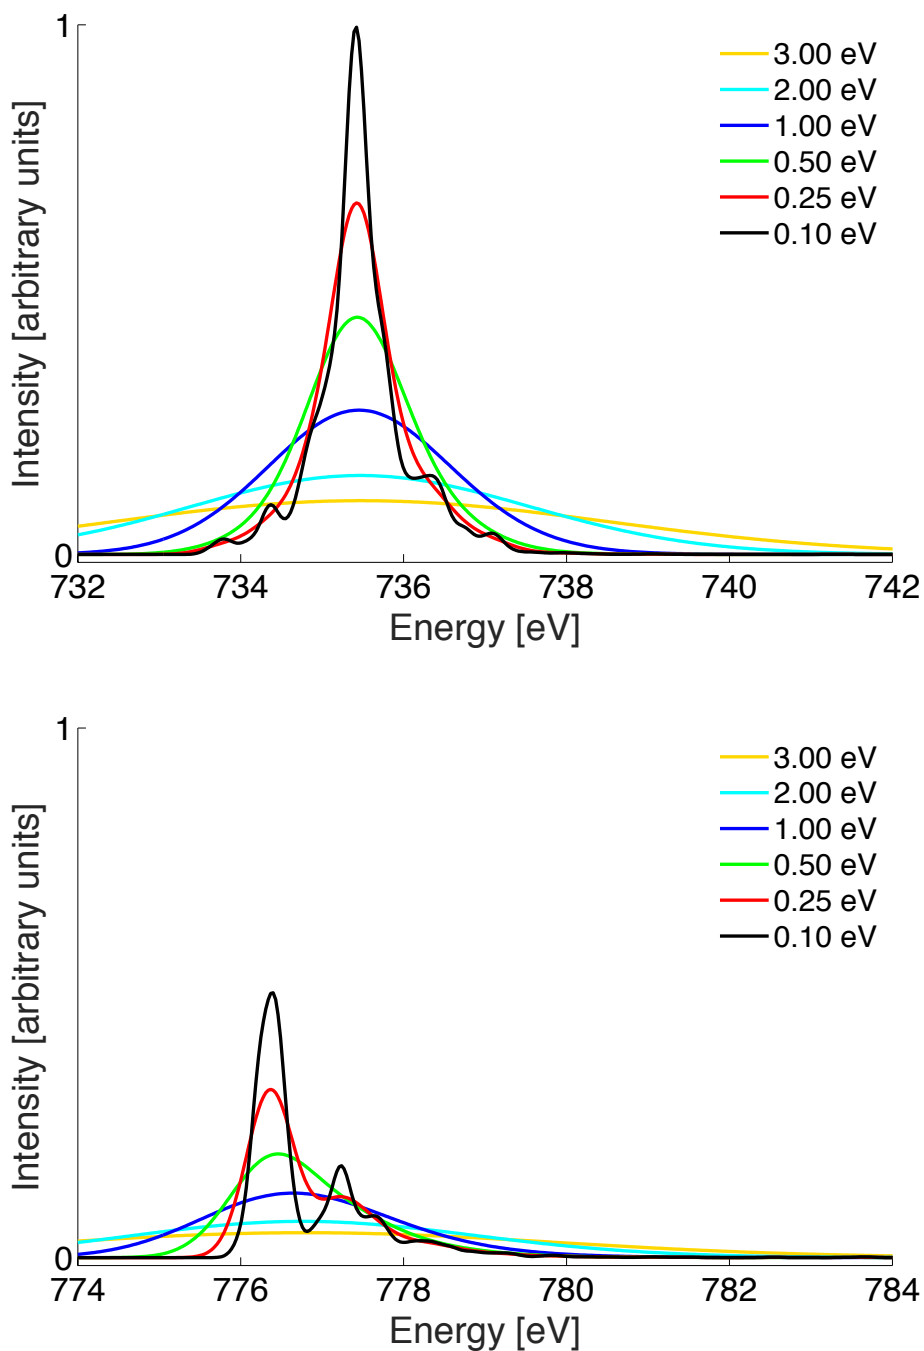 1
Intensity [arbitrary units]
3.00 eV
2.00 eV
1.00 eV
0.50 eV
0.25 eV
0.10 eV
0
732 734 736 738 740 742
Energy [eV]
1
Intensity [arbitrary units]
3.00 eV
2.00 eV
1.00 eV
0.50 eV
0.25 eV
0.10 eV
0
774 776 778 780 782 784
Energy [eV]